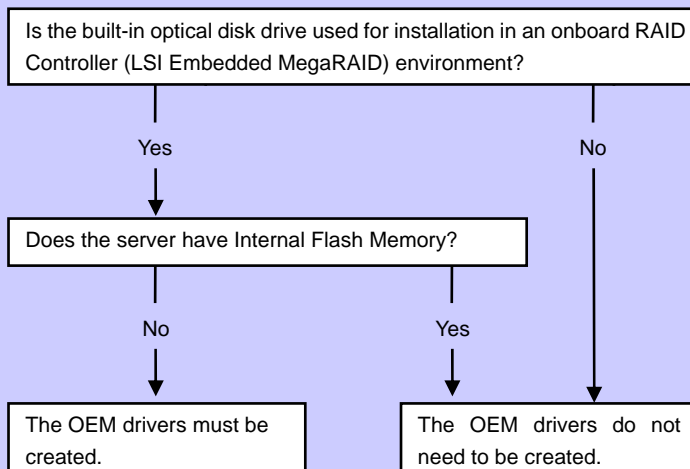 Is the built-in optical disk drive used for installation in an onboard RAID
Controller (LSI Embedded MegaRAID) environment?
Yes
No
Does the server have Internal Flash Memory?
No
Yes
The OEM drivers must be
created.
The OEM drivers do not
need to be created.